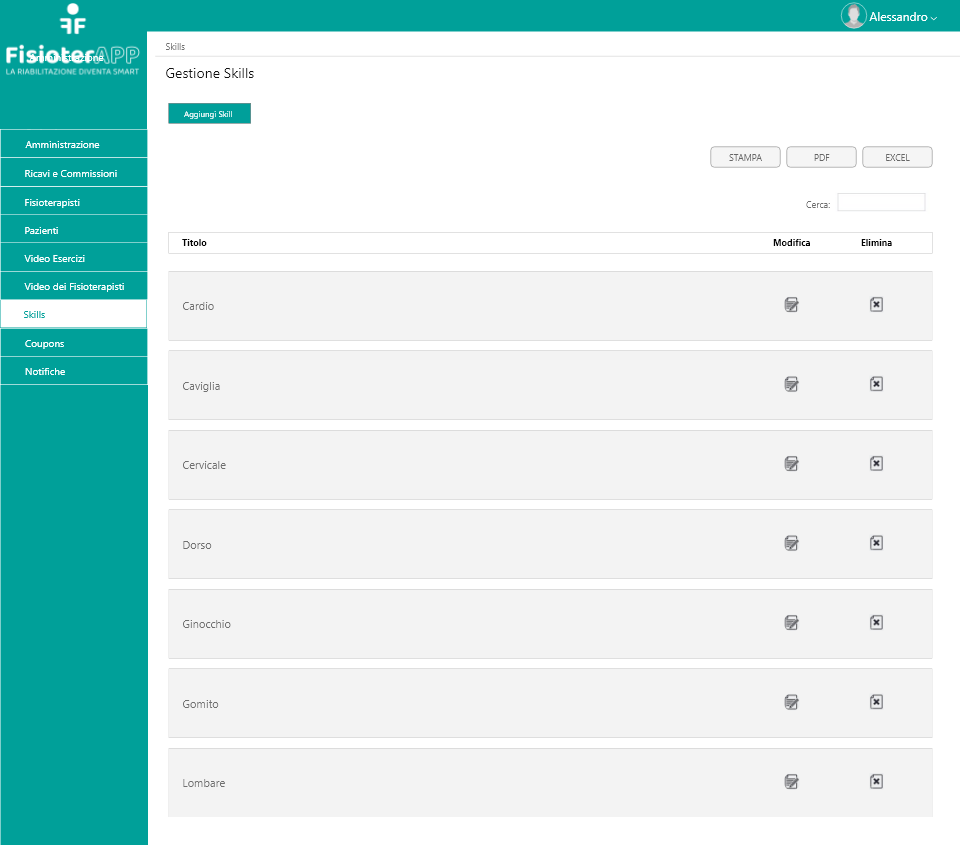 Alessandro
FisioterAPP
Amministrazione
LA RIABILITAZIONE DIVENTA SMART
Skills
Gestione Skills
Aggiungi Skill
Amministrazione
Ricavi e Commissioni
Fisioterapisti
Pazienti
Video Esercizi
Video dei Fisioterapisti
Skills
Coupons
Notifiche
STAMPA PDF EXCEL
Cerca:
Titolo Modifica Elimina
Cardio
Caviglia
Cervicale
Dorso
Ginocchio
Gomito
Lombare